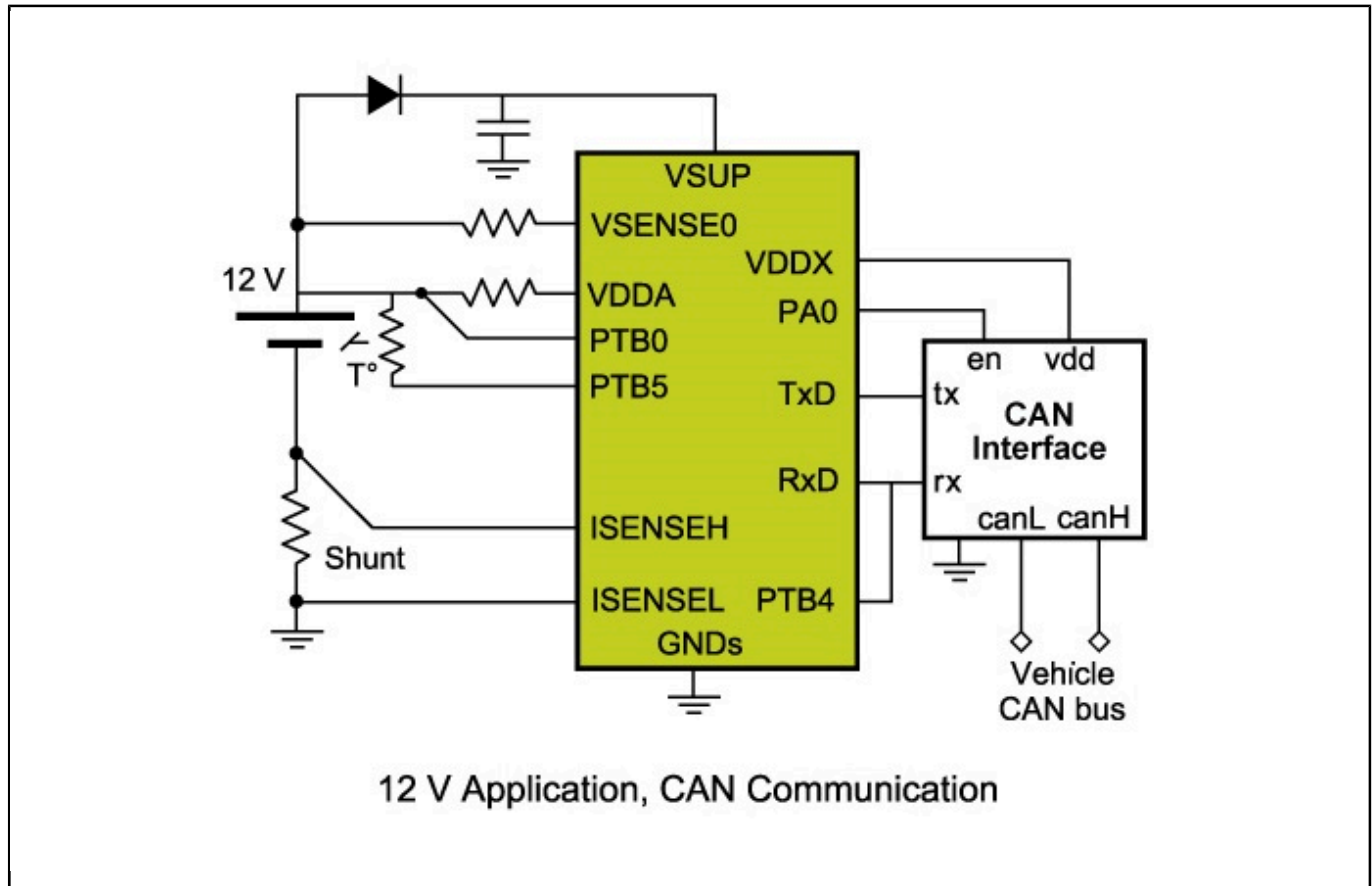 VSUP
VSENSE0
VDDX
12 V
VDDA
PA0
PTB0
T°
PTB5
en vdd
TxD
tx
CAN
Interface
RxD
rx
canL canH
ISENSEH
Shunt
ISENSEL
PTB4
GNDs
Vehicle
CAN bus
12 V Application, CAN Communication